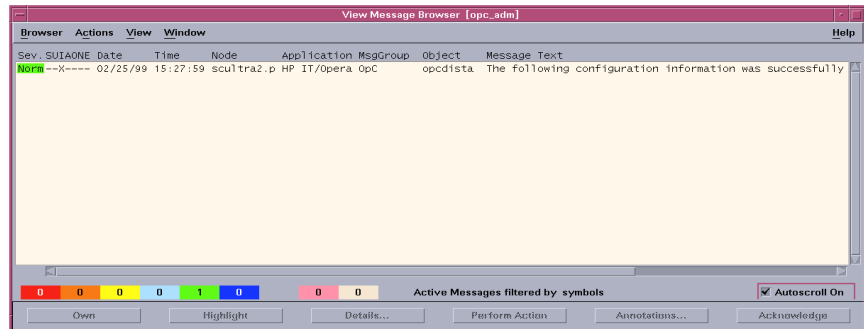 View Message Browser [opc_adm]
Browser Actions View Window Help
Sev. SUIAONE Date Time Node Application MsgGroup Object Message Text
Norm --X---- 02/25/99 15:27:59 scultra2.p HP IT/Opera OpC opcdista The following configuration information was successfully
0 0 0 0 1 0 0 0 Active Messages filtered by symbols Autoscroll On
Own Highlight Details... Perform Action Annotations... Acknowledge